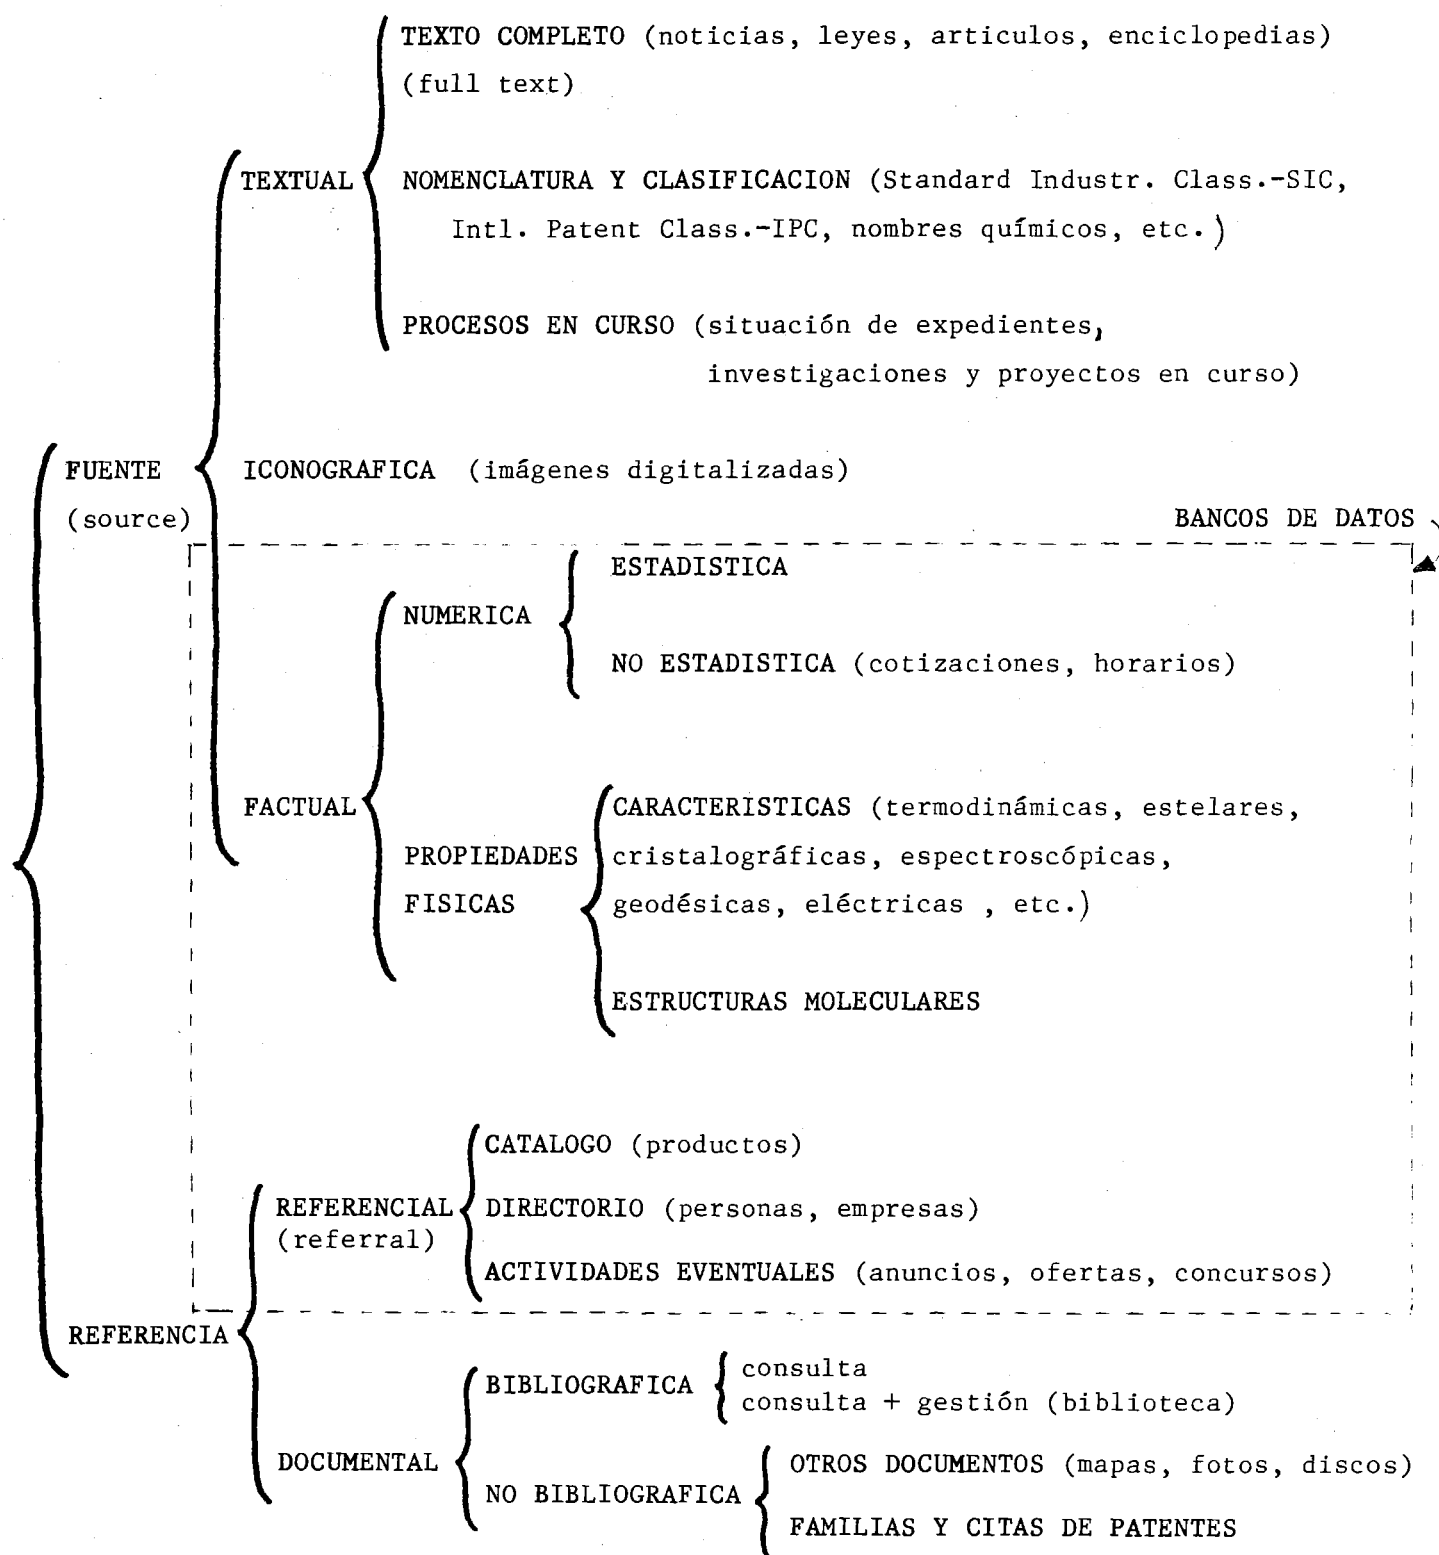 TEXTO COMPLETO (noticias, leyes, articulos, enciclopedias)
(full text)
TEXTUAL
NOMENCLATURA Y CLASIFICACION (Standard Industr. Class.-SIC,
Intl. Patent Class.-IPC, nombres químicos, etc.)
PROCESOS EN CURSO (situación de expedientes,
investigaciones y proyectos en curso)
FUENTE
(source)
ICONOGRAFICA (imágenes digitalizadas)
BANCOS DE DATOS
ESTADISTICA
NUMERICA
NO ESTADISTICA (cotizaciones, horarios)
FACTUAL
CARACTERISTICAS (termodinámicas, estelares,
PROPIEDADES
cristalográficas, espectroscópicas,
FISICAS
geodésicas, eléctricas , etc.)
ESTRUCTURAS MOLECULARES
CATALOGO (productos)
REFERENCIAL
(referral)
DIRECTORIO (personas, empresas)
ACTIVIDADES EVENTUALES (anuncios, ofertas, concursos)
REFERENCIA
BIBLIOGRAFICA
consulta
consulta + gestión (biblioteca)
DOCUMENTAL
OTROS DOCUMENTOS (mapas, fotos, discos)
NO BIBLIOGRAFICA
FAMILIAS Y CITAS DE PATENTES